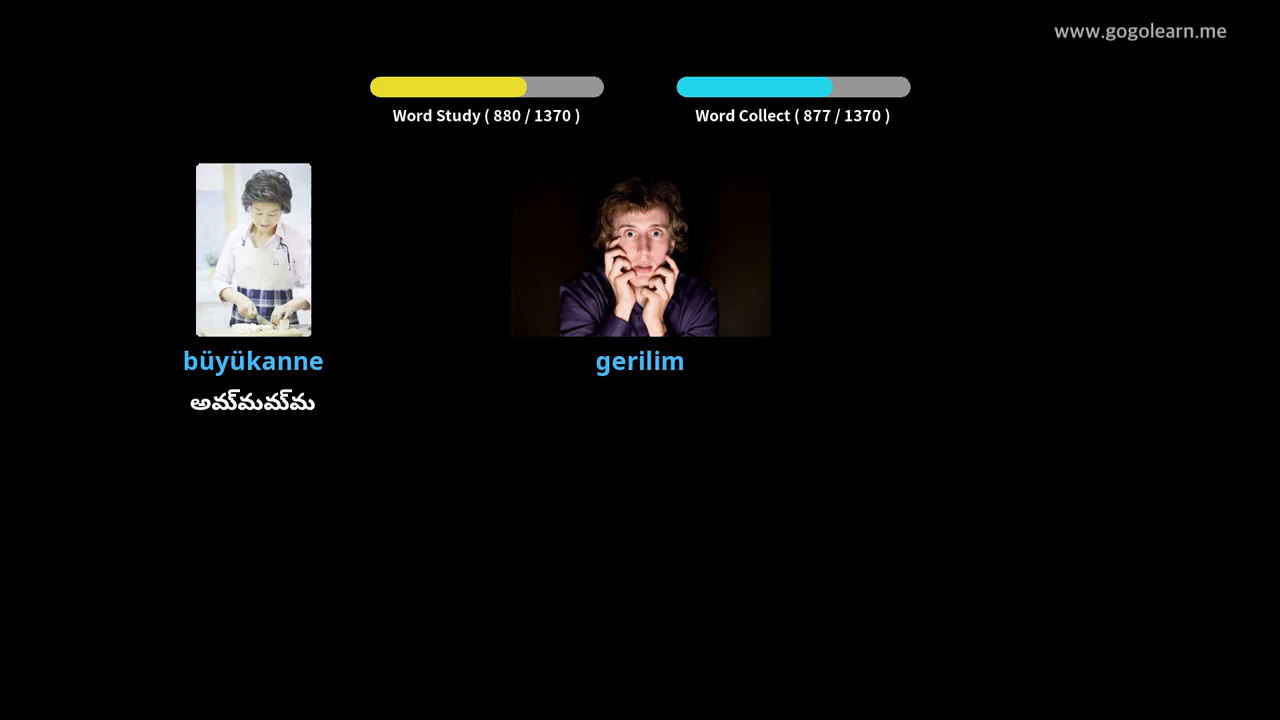 www.gogolearn.me
Word Study ( 880 / 1370 )
Word Collect ( 877 / 1370 )
büyükanne
gerilim
అమ్మమ్మ